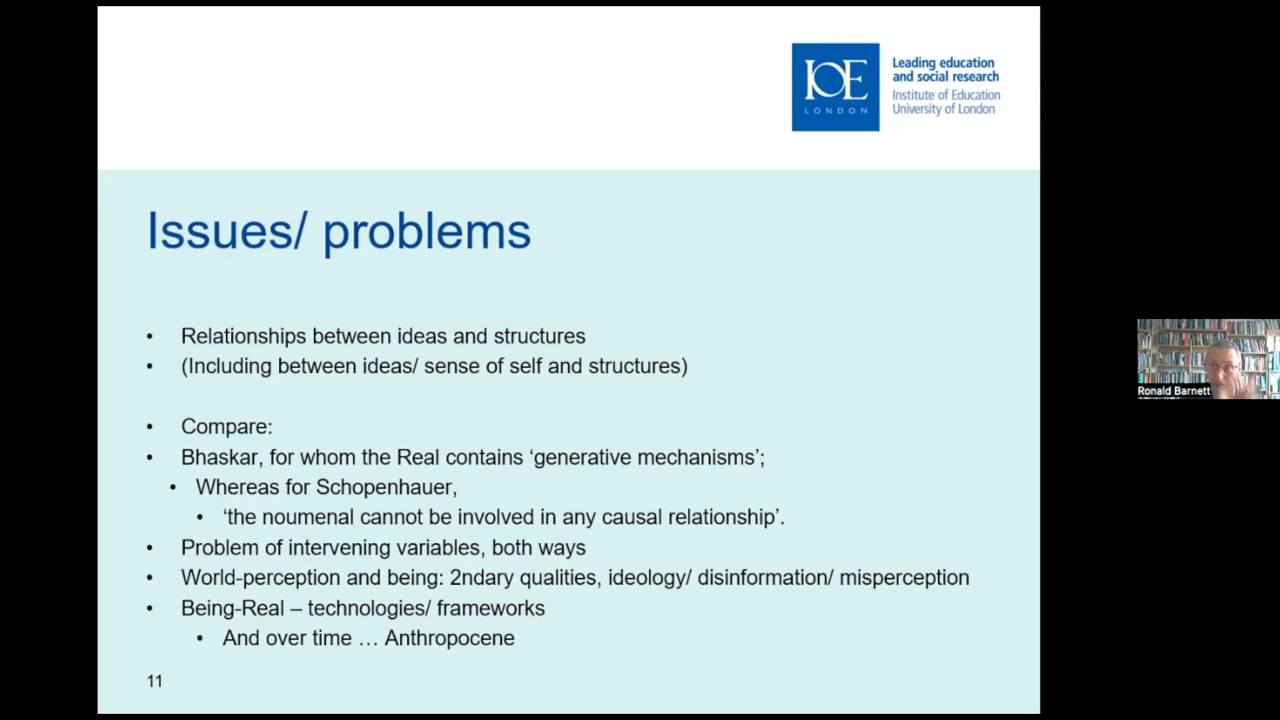 IOE
LONDON
Leading education
and social research
Institute of Education
University of London
Issues/ problems
• Relationships between ideas and structures
• (Including between ideas/ sense of self and structures)
• Compare:
• Bhaskar, for whom the Real contains ‘generative mechanisms’;
• Whereas for Schopenhauer,
• ‘the noumenal cannot be involved in any causal relationship’.
• Problem of intervening variables, both ways
• World-perception and being: 2ndary qualities, ideology/ disinformation/ misperception
• Being-Real – technologies/ frameworks
• And over time … Anthropocene
11
Ronald Barnett